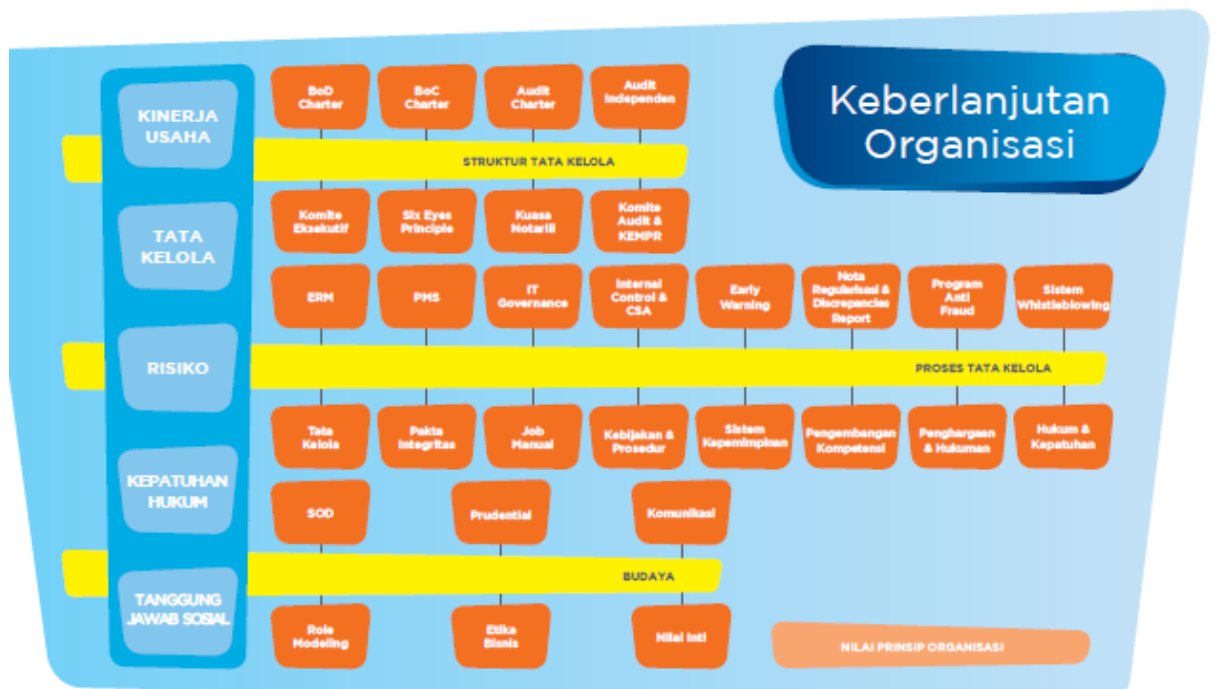 Keberlanjutan
Organisasi
KINERJA
USAHA
TATA
KELOLA
RISIKO
KEPATUHAN
HUKUM
TANGGUNG
JAWAB SOSIAL
BoD
Charter
BoC
Charter
Audit
Charter
Audit
Independen
STRUKTUR TATA KELOLA
Komite
Eksekutif
Six Eyes
Principle
Kuasa
Notariil
Komite
Audit &
KEMPR
ERM
PMS
IT
Governance
Internal
Control &
CSA
Early
Warning
Nota
Regularisasi &
Discrepancies
Report
Program
Anti
Fraud
Sistem
Whistleblowing
PROSES TATA KELOLA
Tata
Kelola
Pakta
Integritas
Job
Manual
Kebijakan &
Prosedur
Sistem
Kepemimpinan
Pengembangan
Kompetensi
Penghargaan
& Hukuman
Hukum &
Kepatuhan
SOD
Prudential
Komunikasi
BUDAYA
Role
Modeling
Etika
Bisnis
Nilai Inti
NILAI PRINSIP ORGANISASI